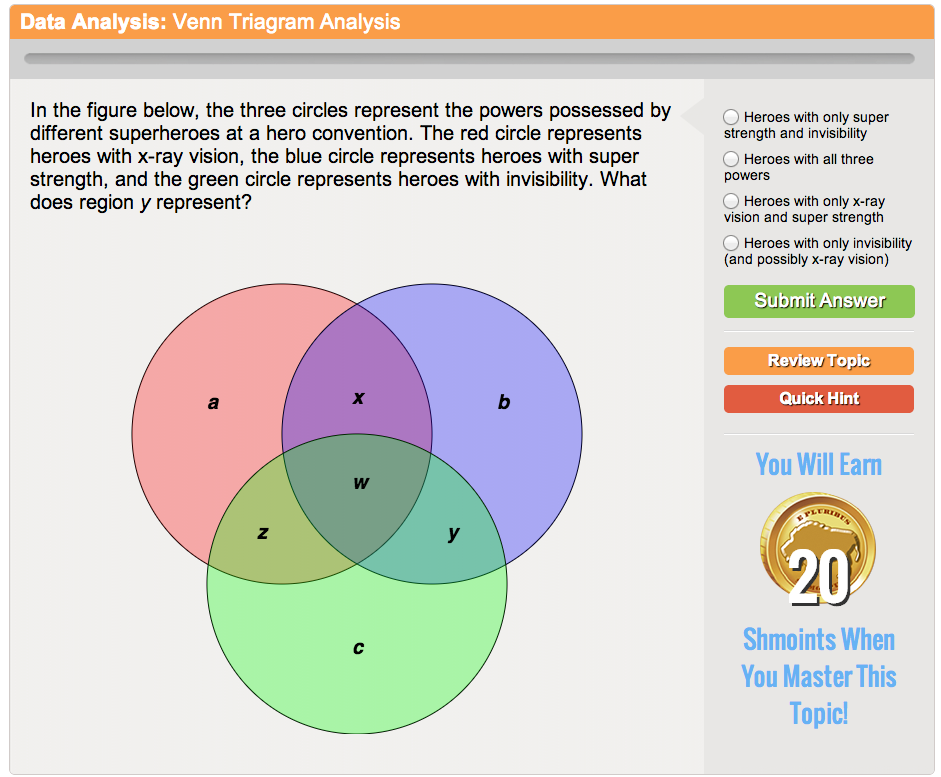 Data Analysis: Venn Triagram Analysis
In the figure below, the three circles represent the powers possessed by
different superheroes at a hero convention. The red circle represents
heroes with x-ray vision, the blue circle represents heroes with super
strength, and the green circle represents heroes with invisibility. What
does region y represent?
a
x
b
w
z
y
c
Heroes with only super
strength and invisibility
Heroes with all three
powers
Heroes with only x-ray
vision and super strength
Heroes with only invisibility
(and possibly x-ray vision)
Submit Answer
Review Topic
Quick Hint
You Will Earn
E PLURIBUS
20
Shmoints When
You Master This
Topic!